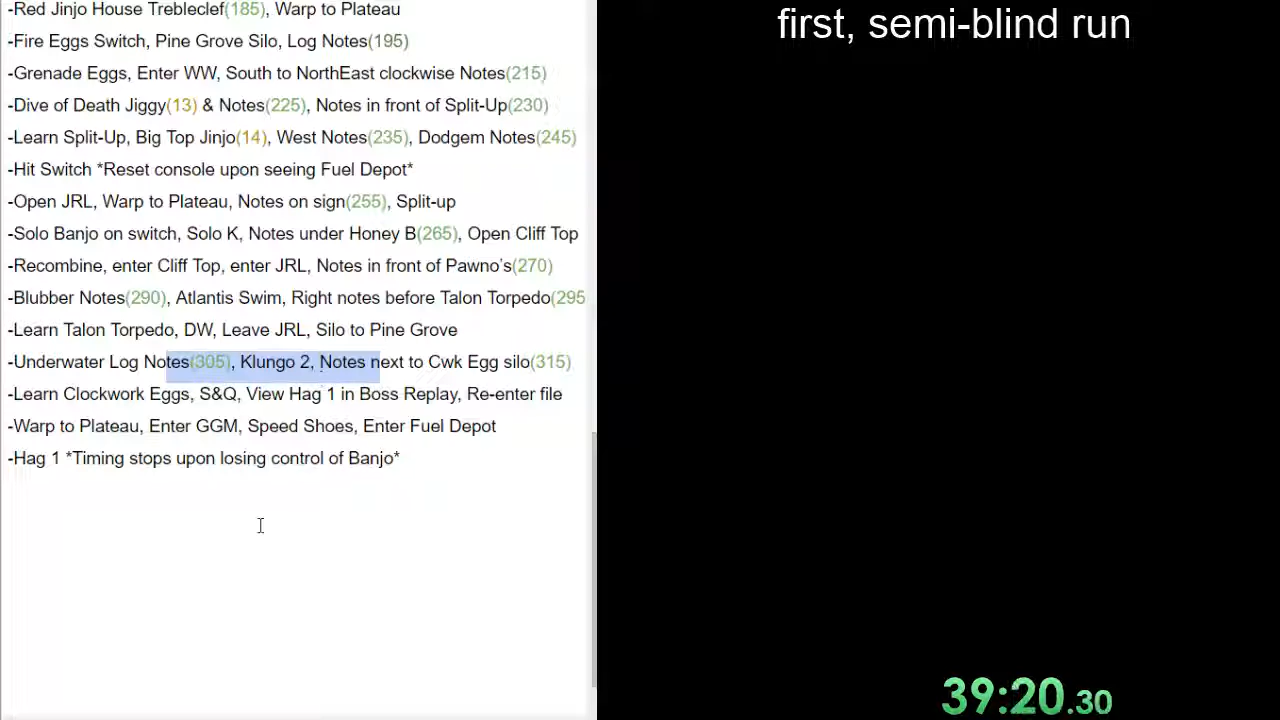 -Red Jinjo House Trebleclef(185), Warp to Plateau
-Fire Eggs Switch, Pine Grove Silo, Log Notes(195)
-Grenade Eggs, Enter WW, South to NorthEast clockwise Notes(215)
-Dive of Death Jiggy(13) & Notes(225), Notes in front of Split-Up(230)
-Learn Split-Up, Big Top Jinjo(14), West Notes(235), Dodgem Notes(245)
-Hit Switch *Reset console upon seeing Fuel Depot*
-Open JRL, Warp to Plateau, Notes on sign(255), Split-up
-Solo Banjo on switch, Solo K, Notes under Honey B(265), Open Cliff Top
-Recombine, enter Cliff Top, enter JRL, Notes in front of Pawno's(270)
-Blubber Notes(290), Atlantis Swim, Right notes before Talon Torpedo(295
-Learn Talon Torpedo, DW, Leave JRL, Silo to Pine Grove
-Underwater Log Notes(305), Klungo 2, Notes next to Cwk Egg silo(315)
-Learn Clockwork Eggs, S&Q, View Hag 1 in Boss Replay, Re-enter file
-Warp to Plateau, Enter GGM, Speed Shoes, Enter Fuel Depot
-Hag 1 *Timing stops upon losing control of Banjo*
first, semi-blind run
39:20.30